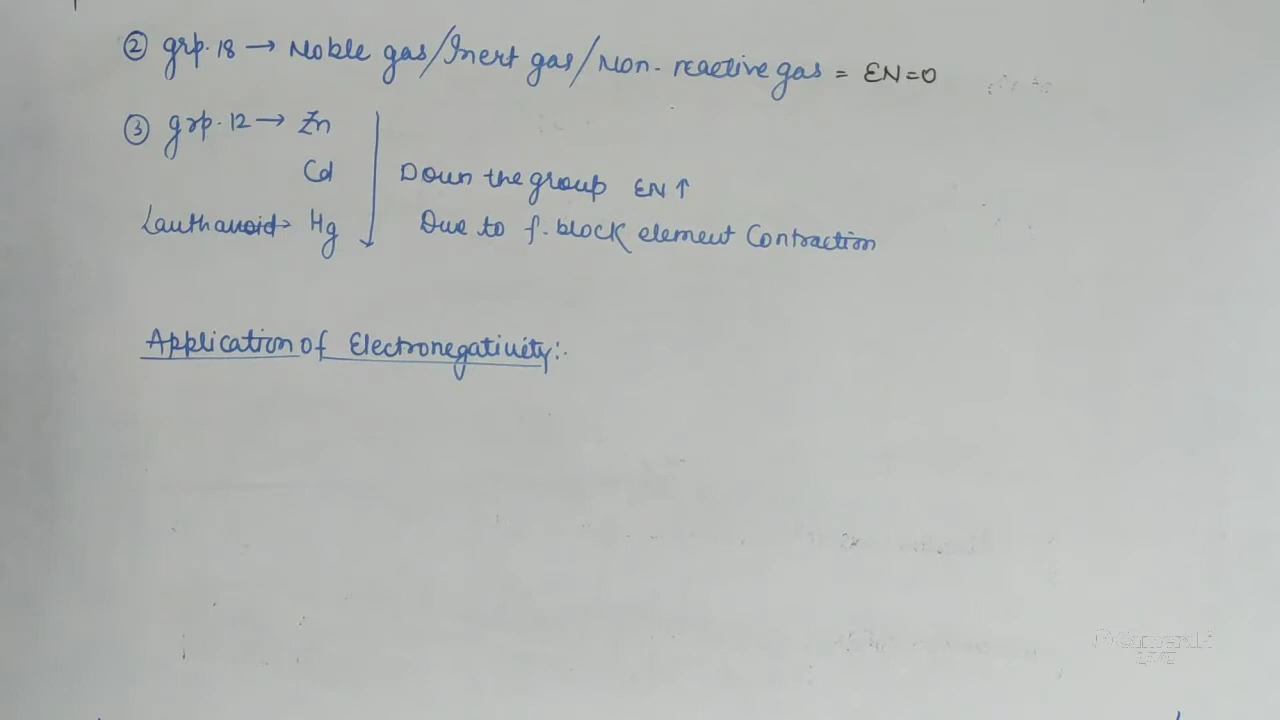 ② grp. 18 → Noble gas/Inert gas/Non-reactive gas = EN=0
③ grp. 12 → Zn
Cd Down the group EN↑
Lanthanoid→ Hg Due to f. block element Contraction
Application of Electronegativity:-